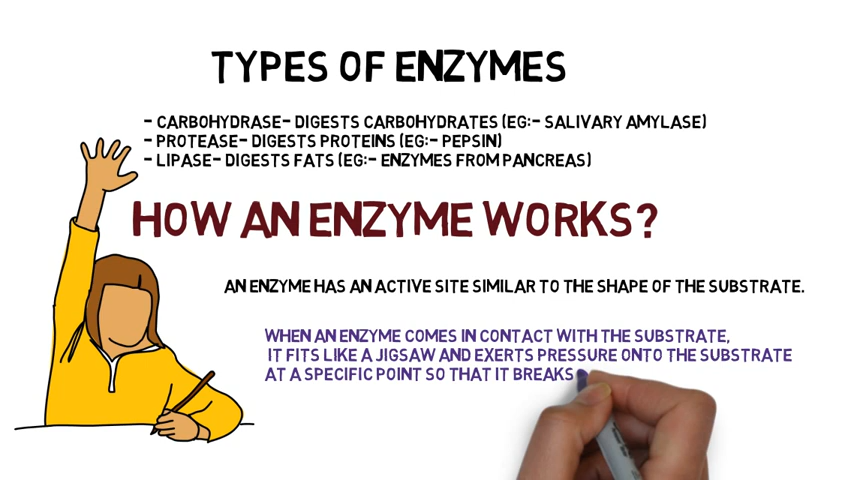 TYPES OF ENZYMES
- CARBOHYDRASE- DIGESTS CARBOHYDRATES (EG:- SALIVARY AMYLASE)
- PROTEASE- DIGESTS PROTEINS (EG:- PEPSIN)
- LIPASE- DIGESTS FATS (EG:- ENZYMES FROM PANCREAS)
HOW AN ENZYME WORKS?
AN ENZYME HAS AN ACTIVE SITE SIMILAR TO THE SHAPE OF THE SUBSTRATE.
WHEN AN ENZYME COMES IN CONTACT WITH THE SUBSTRATE,
IT FITS LIKE A JIGSAW AND EXERTS PRESSURE ONTO THE SUBSTRATE
AT A SPECIFIC POINT SO THAT IT BREAKS